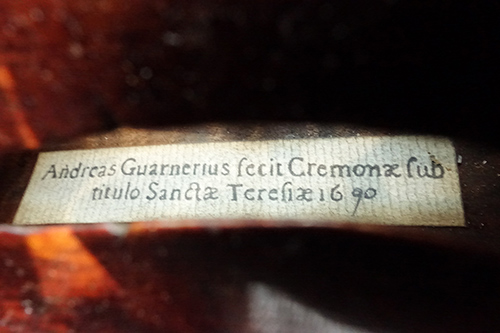 Andreas Guarnerius fecit Cremonæ ſub
titulo Sanctæ Tereſiæ 1690